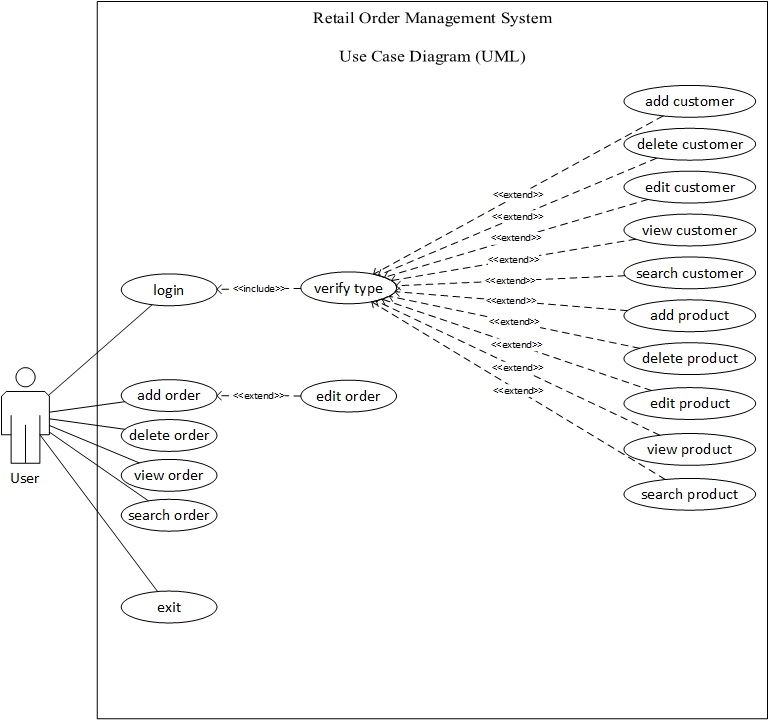 Retail Order Management System
Use Case Diagram (UML)
add customer
delete customer
edit customer
view customer
search customer
add product
delete product
edit product
view product
search product
<<extend>>
<<extend>>
<<extend>>
<<extend>>
<<extend>>
<<extend>>
<<extend>>
<<extend>>
<<extend>>
<<extend>>
login
<<include>>
verify type
add order
<<extend>>
edit order
delete order
view order
search order
exit
User